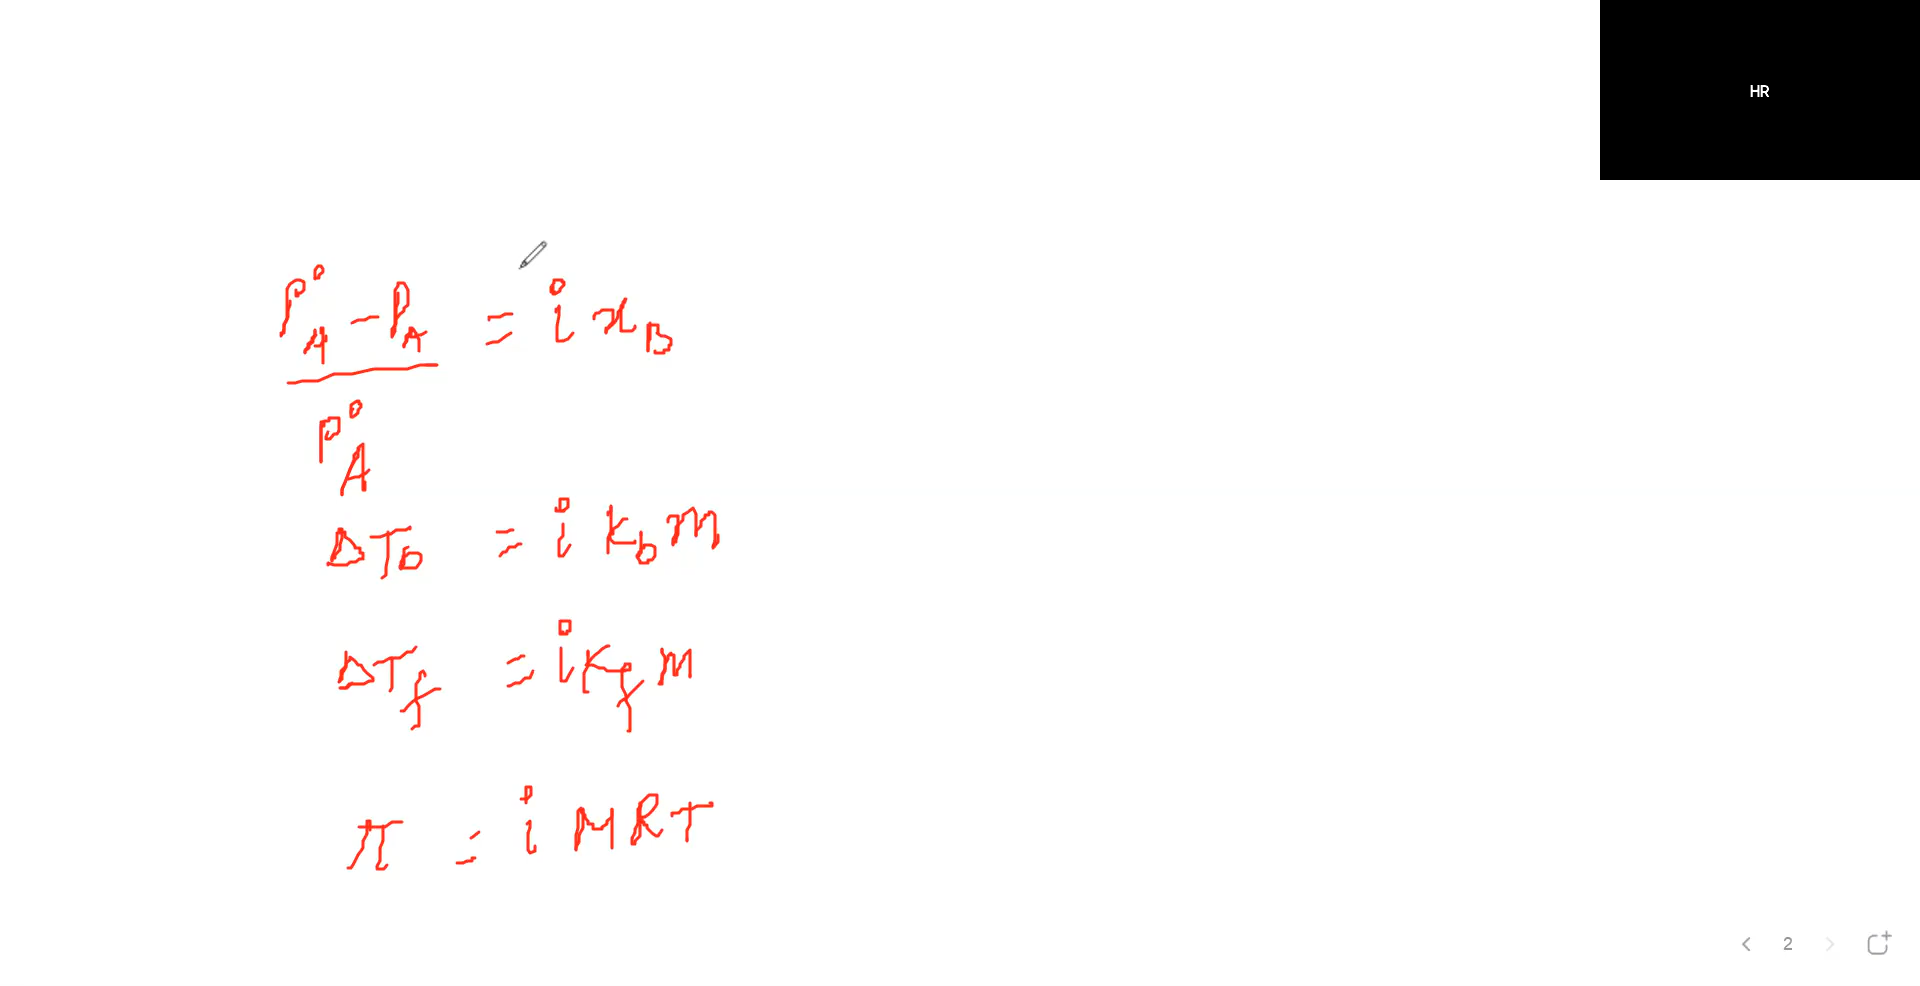 HR
P°A - PA = i xB
P°A
ΔTb = i Kb m
ΔTf = i Kf m
π = i MRT
2